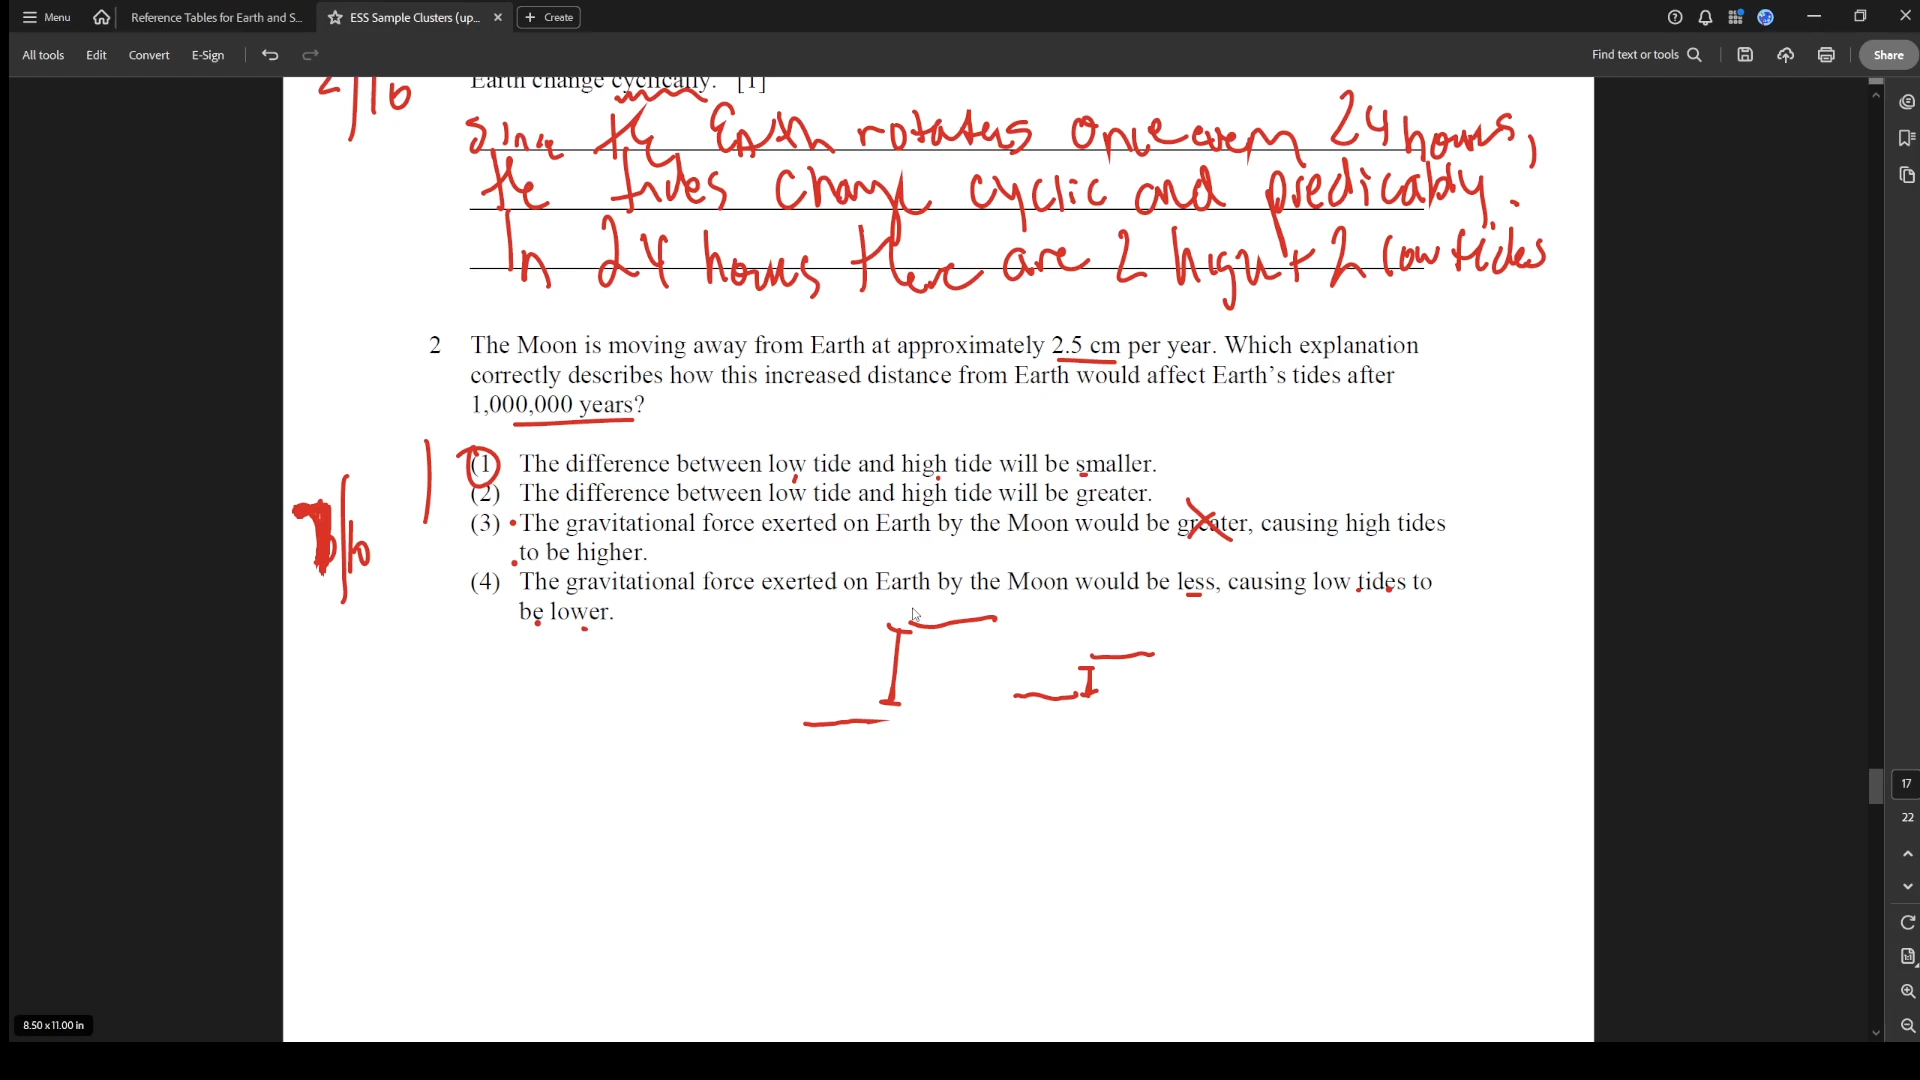 Menu
Reference Tables for Earth and S...
ESS Sample Clusters (up...
Create
All tools
Edit
Convert
E-Sign
Find text or tools
Share
Earth change cyclically. [1]
2/10
since the Earth rotates once every 24 hours,
the tides change cyclic and predicably.
In 24 hours there are 2 high + 2 low tides
2 The Moon is moving away from Earth at approximately 2.5 cm per year. Which explanation
correctly describes how this increased distance from Earth would affect Earth's tides after
1,000,000 years?
(1) The difference between low tide and high tide will be smaller.
(2) The difference between low tide and high tide will be greater.
(3) The gravitational force exerted on Earth by the Moon would be greater, causing high tides
to be higher.
(4) The gravitational force exerted on Earth by the Moon would be less, causing low tides to
be lower.
17
22
8.50 x 11.00 in